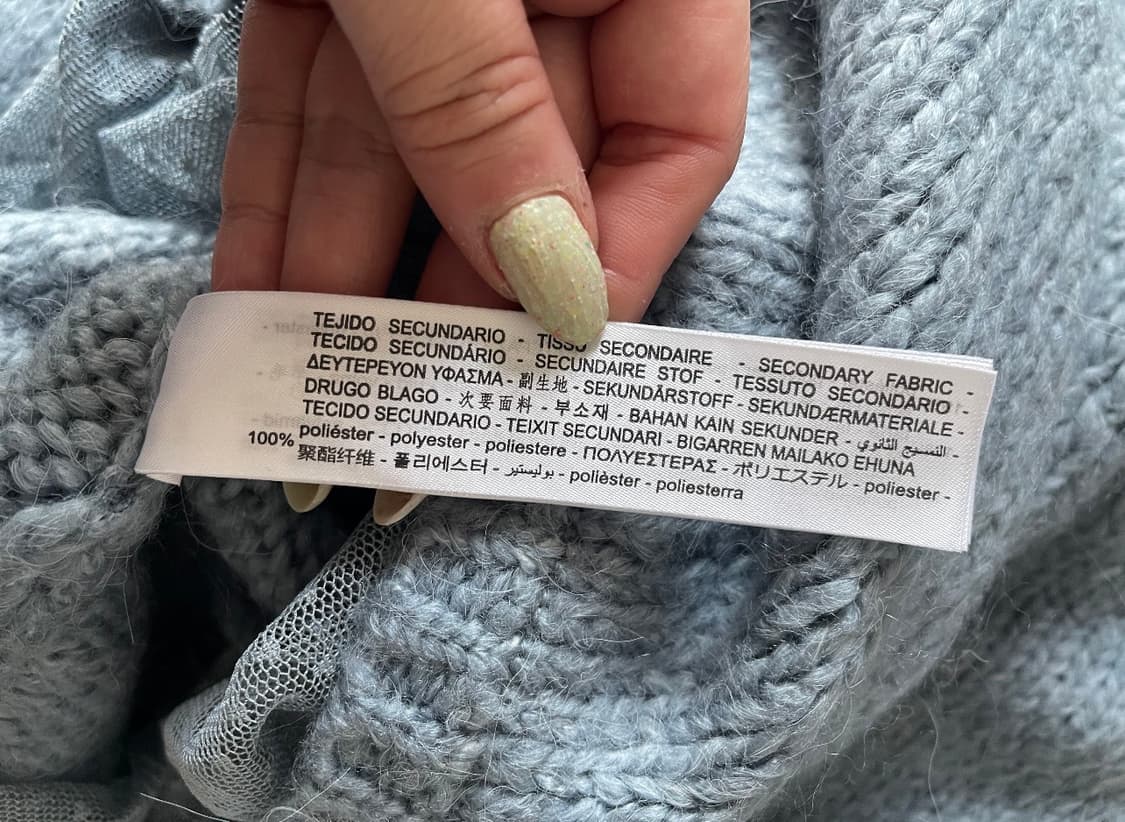 TEJIDO SECUNDARIO - TISSU SECONDAIRE - SECONDARY FABRIC -
TECIDO SECUNDÁRIO - SECUNDAIRE STOF - TESSUTO SECONDARIO -
ΔΕΥΤΕΡΕΥΟΝ ΥΦΑΣΜΑ - 副生地 - SEKUNDÄRSTOFF - SEKUNDÆRMATERIALE -
DRUGO BLAGO - 次要面料 - 부소재 - BAHAN KAIN SEKUNDER - النسيج الثانوي -
TECIDO SECUNDARIO - TEIXIT SECUNDARI - BIGARREN MAILAKO EHUNA
100% poliéster - polyester - poliestere - ΠΟΛΥΕΣΤΕΡΑΣ - ポリエステル - poliester -
聚酯纤维 - 폴리에스터 - بوليستير - polièster - poliesterra